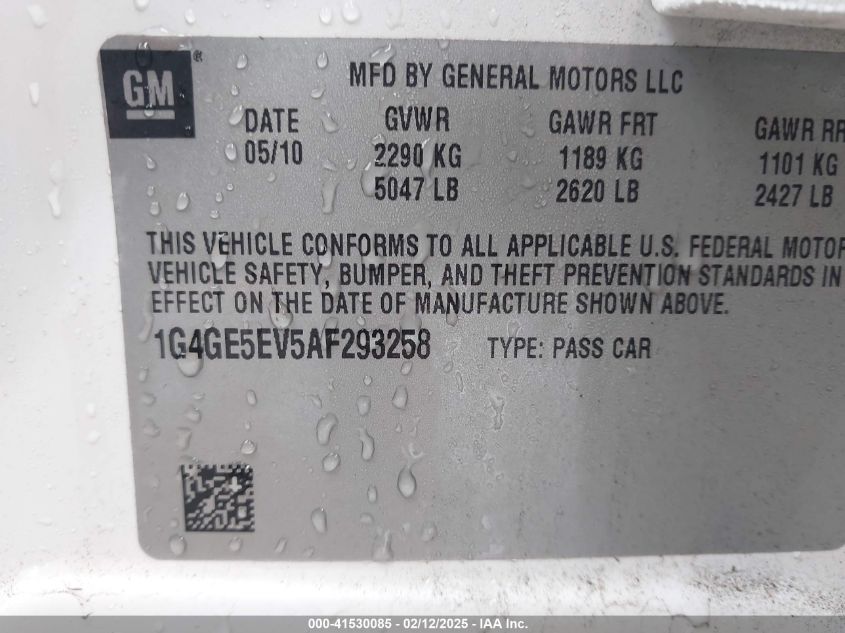 GM ®
MFD BY GENERAL MOTORS LLC
DATE GVWR GAWR FRT GAWR RR
05/10 2290 KG 1189 KG 1101 KG
5047 LB 2620 LB 2427 LB
THIS VEHICLE CONFORMS TO ALL APPLICABLE U.S. FEDERAL MOTOR
VEHICLE SAFETY, BUMPER, AND THEFT PREVENTION STANDARDS IN
EFFECT ON THE DATE OF MANUFACTURE SHOWN ABOVE.
1G4GE5EV5AF293258 TYPE: PASS CAR
000-41530085 - 02/12/2025 - IAA Inc.